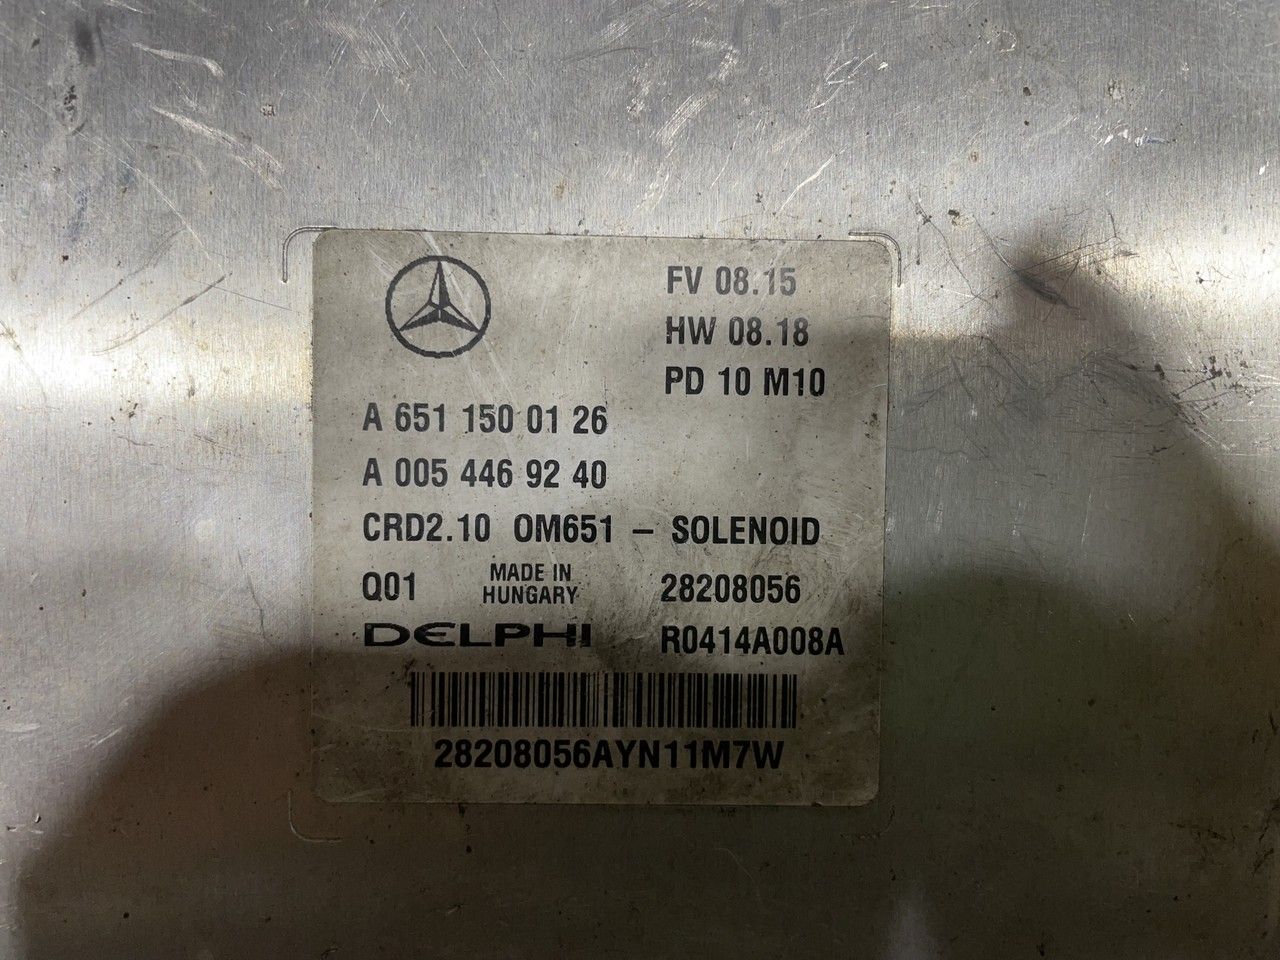 FV 08.15
HW 08.18
PD 10 M10
A 651 150 01 26
A 005 446 92 40
CRD2.10 OM651 – SOLENOID
Q01 MADE IN HUNGARY 28208056
DELPHI R0414A008A
28208056AYN11M7W